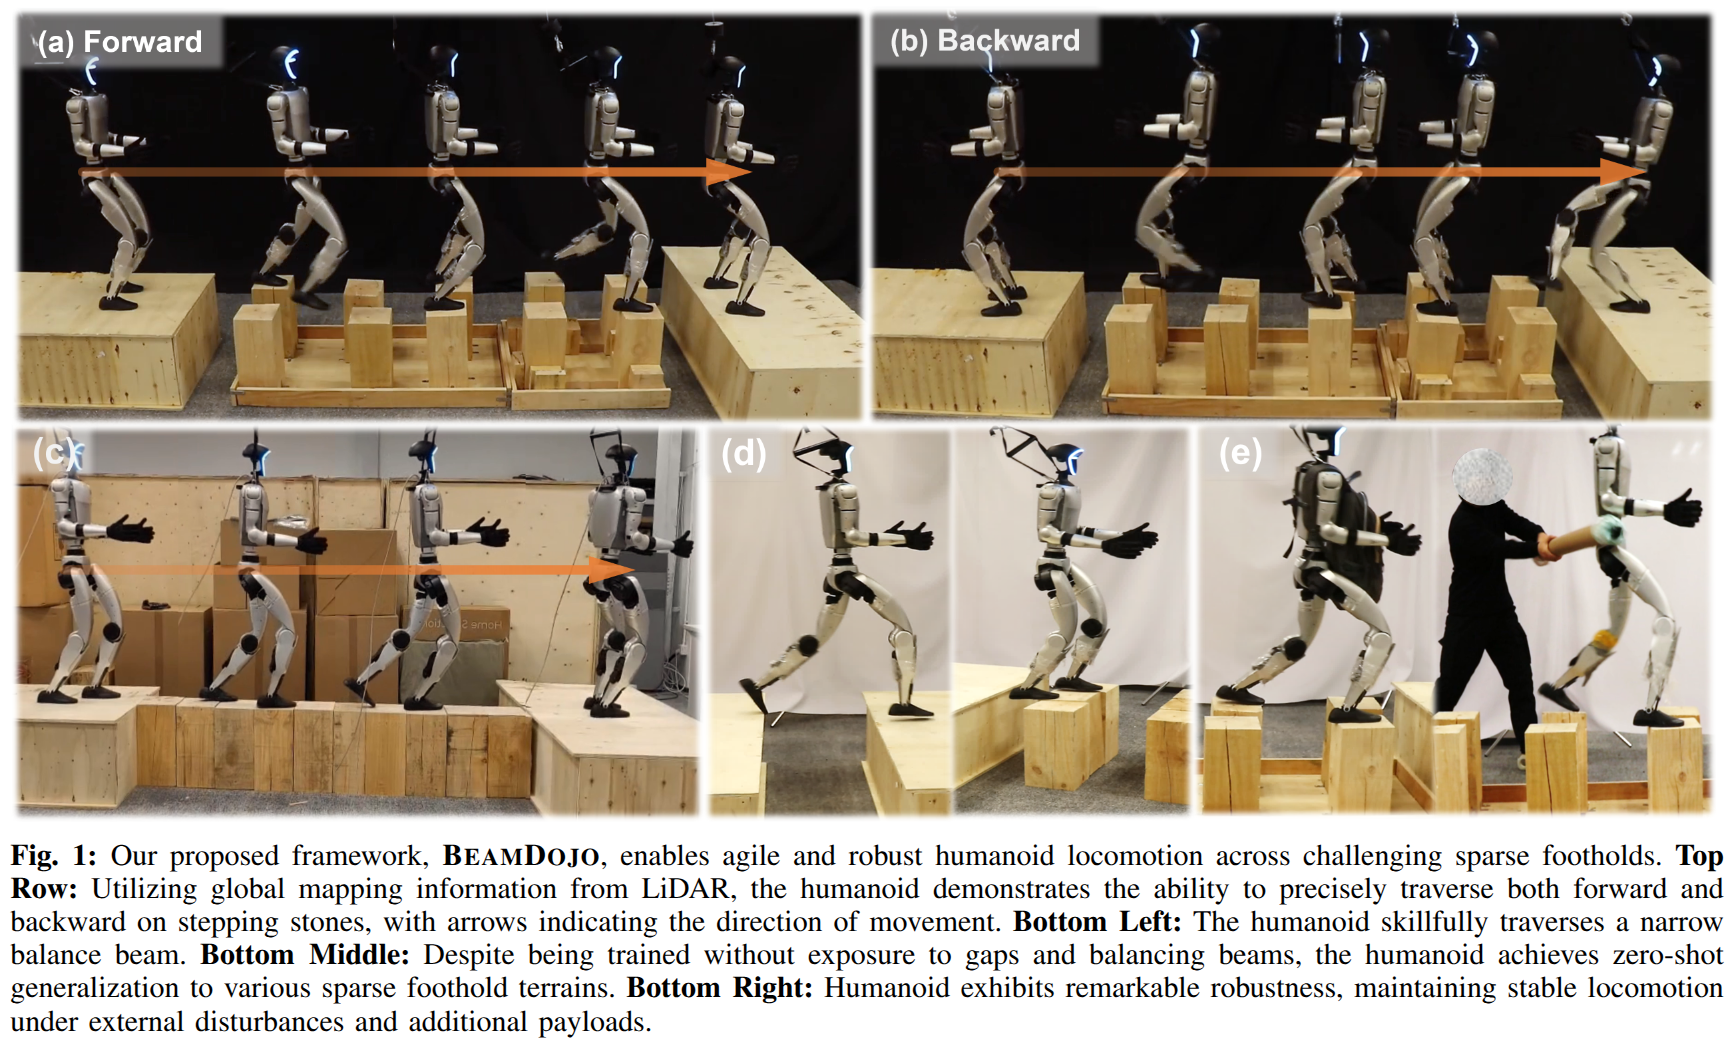 (a) Forward
(b) Backward
(c)
(d)
(e)
Fig. 1: Our proposed framework, BEAMDOJO, enables agile and robust humanoid locomotion across challenging sparse footholds. Top
Row: Utilizing global mapping information from LiDAR, the humanoid demonstrates the ability to precisely traverse both forward and
backward on stepping stones, with arrows indicating the direction of movement. Bottom Left: The humanoid skillfully traverses a narrow
balance beam. Bottom Middle: Despite being trained without exposure to gaps and balancing beams, the humanoid achieves zero-shot
generalization to various sparse foothold terrains. Bottom Right: Humanoid exhibits remarkable robustness, maintaining stable locomotion
under external disturbances and additional payloads.